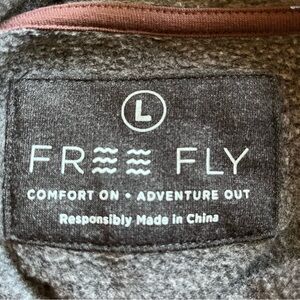 L
FREE FLY
COMFORT ON • ADVENTURE OUT
Responsibly Made in China